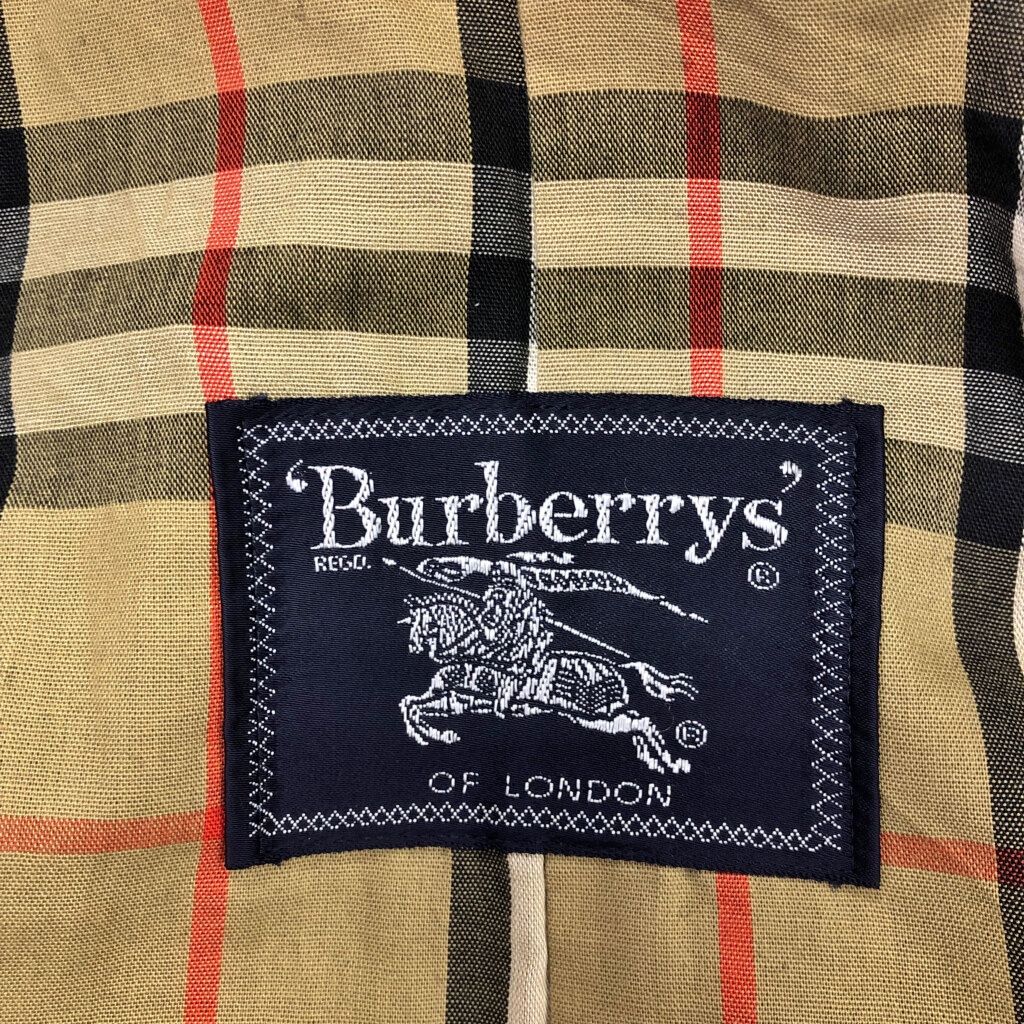 'Burberrys'
REGD. ®
®
OF LONDON